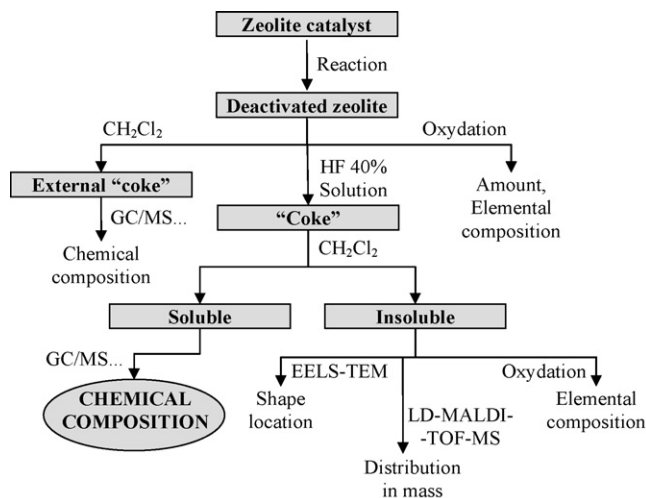 Zeolite catalyst
Reaction
Deactivated zeolite
CH₂Cl₂
Oxydation
HF 40%
Solution
External “coke”
Amount,
Elemental
composition
GC/MS...
“Coke”
Chemical
composition
CH₂Cl₂
Soluble
Insoluble
GC/MS...
EELS-TEM
Oxydation
CHEMICAL
COMPOSITION
Shape
location
LD-MALDI-
-TOF-MS
Elemental
composition
Distribution
in mass